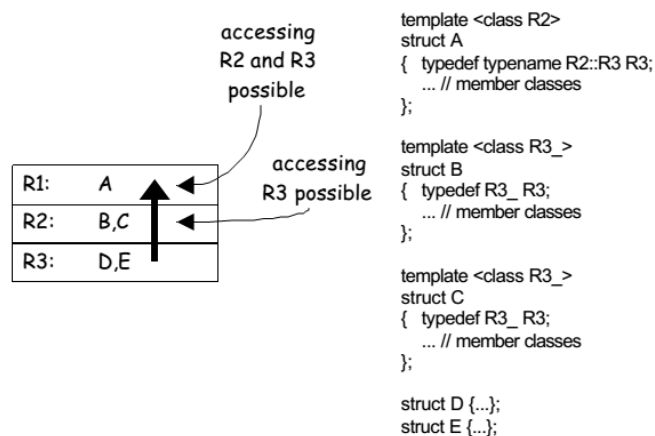 accessing
R2 and R3
possible
accessing
R3 possible
R1: A
R2: B,C
R3: D,E
template <class R2>
struct A
{ typedef typename R2::R3 R3;
... // member classes
};
template <class R3_>
struct B
{ typedef R3_ R3;
... // member classes
};
template <class R3_>
struct C
{ typedef R3_ R3;
... // member classes
};
struct D {...};
struct E {...};